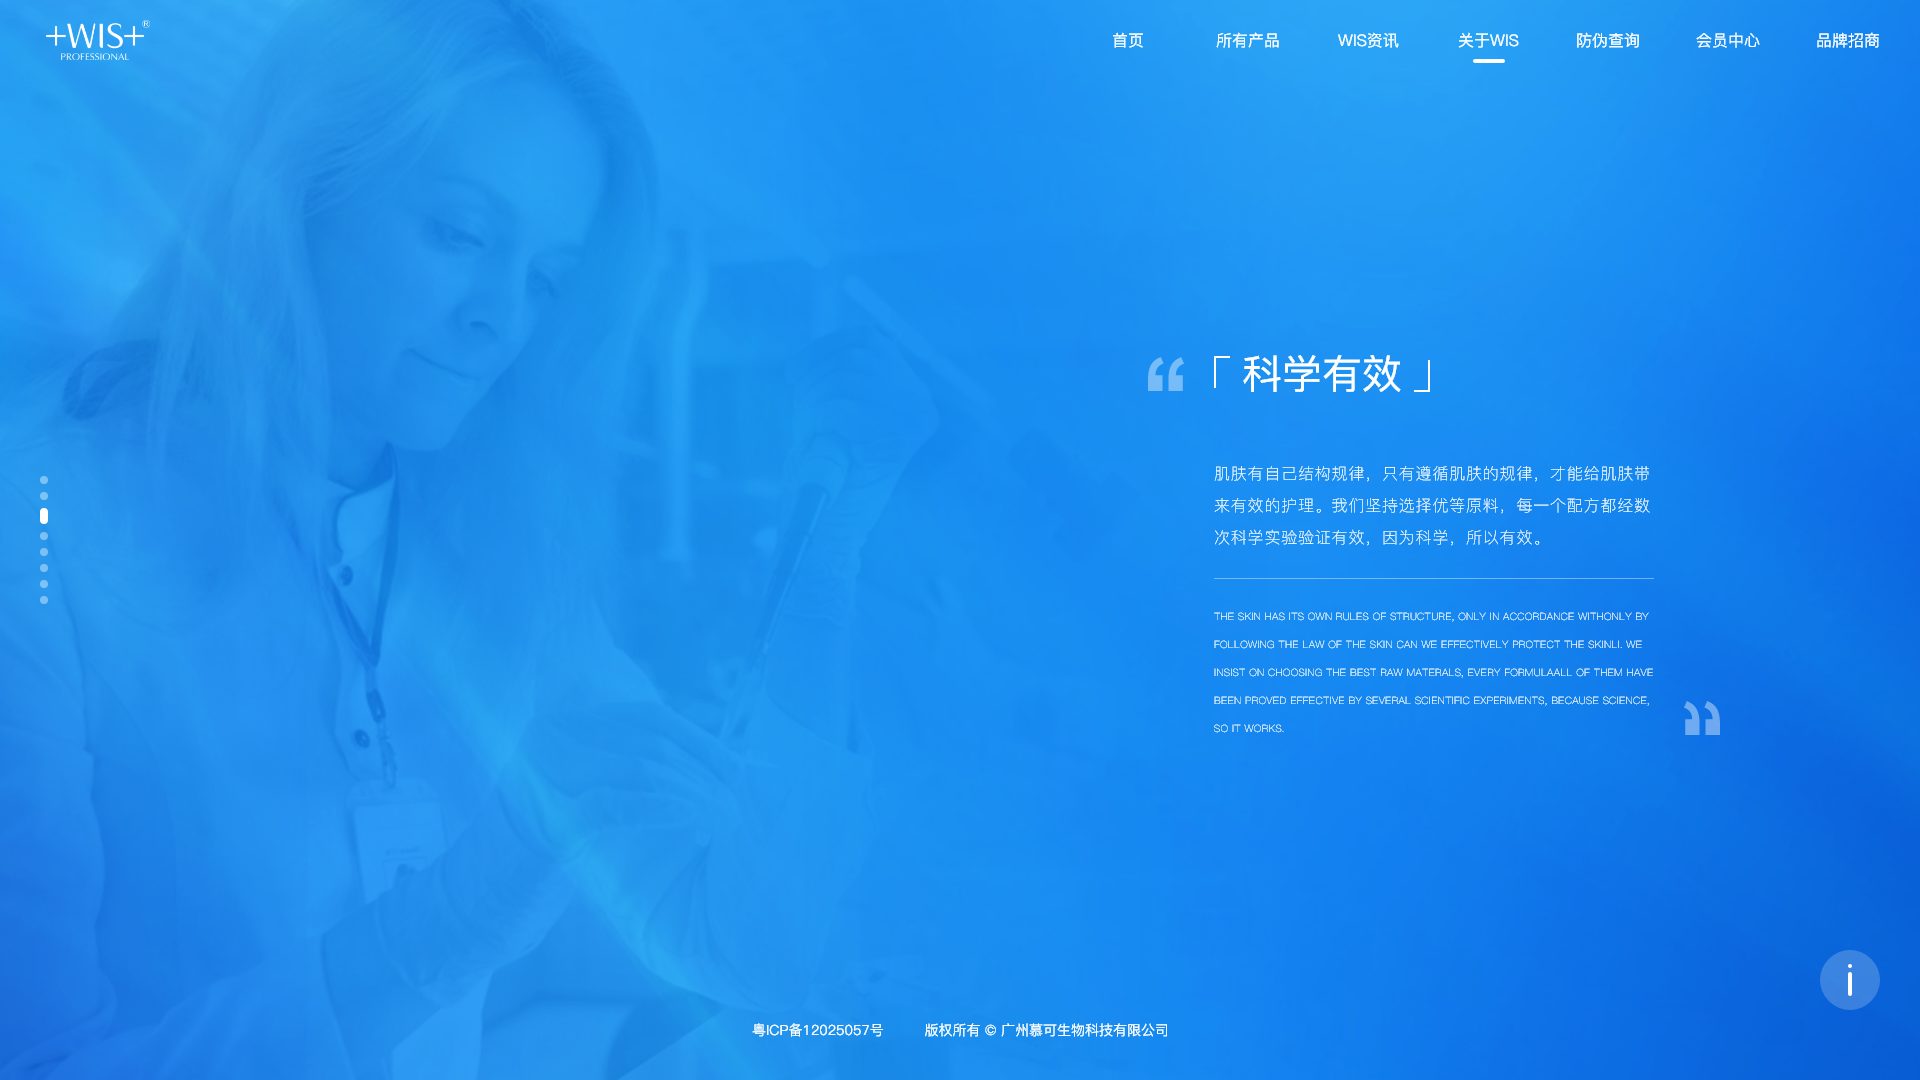 +WIS+®
PROFESSIONAL
首页 所有产品 WIS资讯 关于WIS 防伪查询 会员中心 品牌招商
“「 科学有效 」
肌肤有自己结构规律，只有遵循肌肤的规律，才能给肌肤带
来有效的护理。我们坚持选择优等原料，每一个配方都经数
次科学实验验证有效，因为科学，所以有效。
THE SKIN HAS ITS OWN RULES OF STRUCTURE, ONLY IN ACCORDANCE WITHONLY BY
FOLLOWING THE LAW OF THE SKIN CAN WE EFFECTIVELY PROTECT THE SKINLI. WE
INSIST ON CHOOSING THE BEST RAW MATERALS, EVERY FORMULAALL OF THEM HAVE
BEEN PROVED EFFECTIVE BY SEVERAL SCIENTIFIC EXPERIMENTS, BECAUSE SCIENCE,
SO IT WORKS.
”
i
粤ICP备12025057号 版权所有 © 广州慕可生物科技有限公司